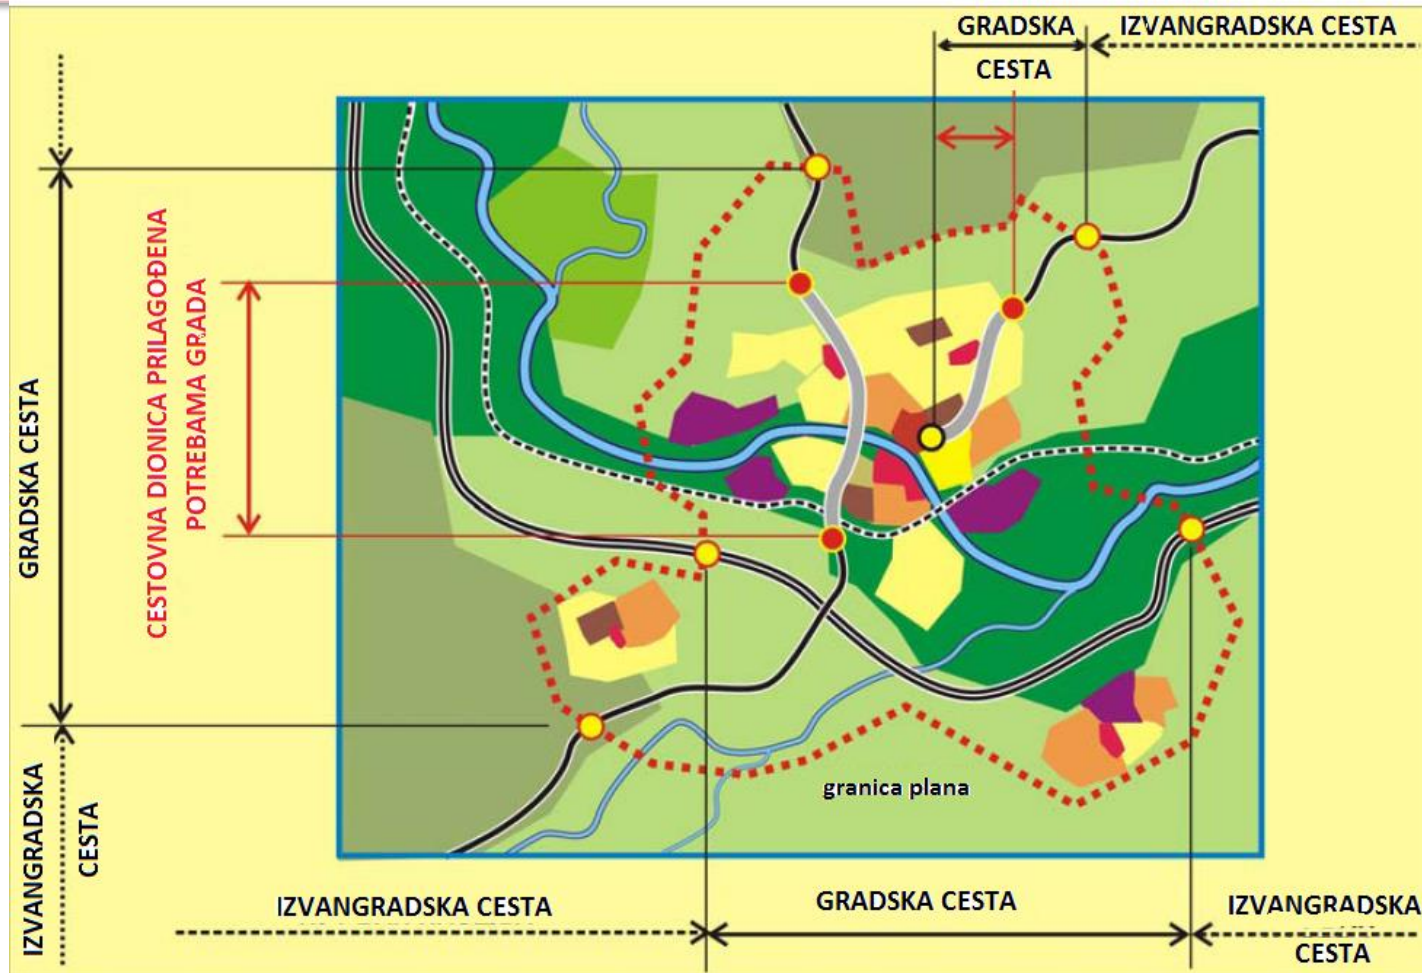 GRADSKA
CESTA
IZVANGRADSKA CESTA
CESTOVNA DIONICA PRILAGOĐENA
POTREBAMA GRADA
GRADSKA CESTA
IZVANGRADSKA
CESTA
granica plana
IZVANGRADSKA CESTA
GRADSKA CESTA
IZVANGRADSKA
CESTA